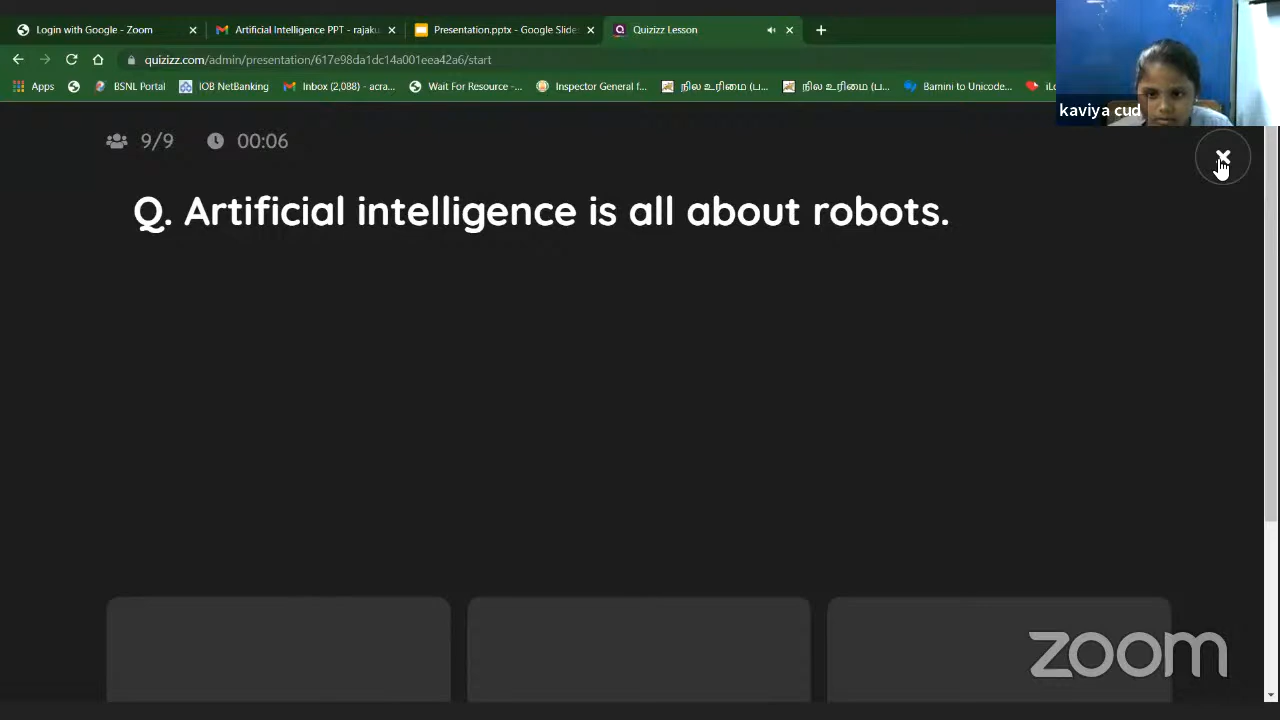 Login with Google - Zoom
Artificial Intelligence PPT - rajaku
Presentation.pptx - Google Slide
Quizizz Lesson
quizizz.com/admin/presentation/617e98da1dc14a001eea42a6/start
Apps
BSNL Portal
IOB NetBanking
Inbox (2,088) - acra...
Wait For Resource -...
Inspector General f...
நில உரிமை (ப...
நில உரிமை (ப...
Bamini to Unicode...
iLo
kaviya cud
9/9
00:06
Q. Artificial intelligence is all about robots.
zoom